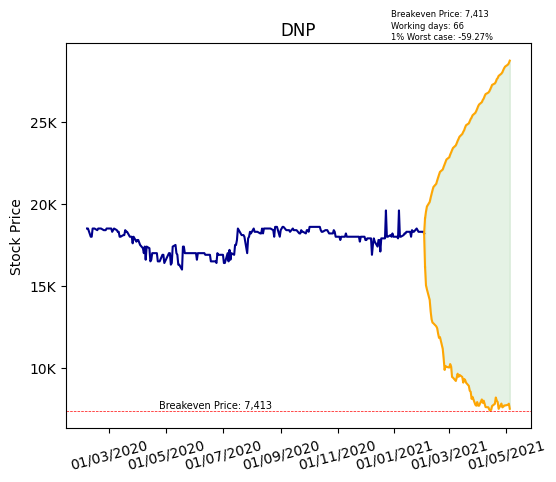 Breakeven Price: 7,413
Working days: 66
1% Worst case: -59.27%
DNP
Stock Price
25K
20K
15K
10K
Breakeven Price: 7,413
01/03/2020
01/05/2020
01/07/2020
01/09/2020
01/11/2020
01/01/2021
01/03/2021
01/05/2021